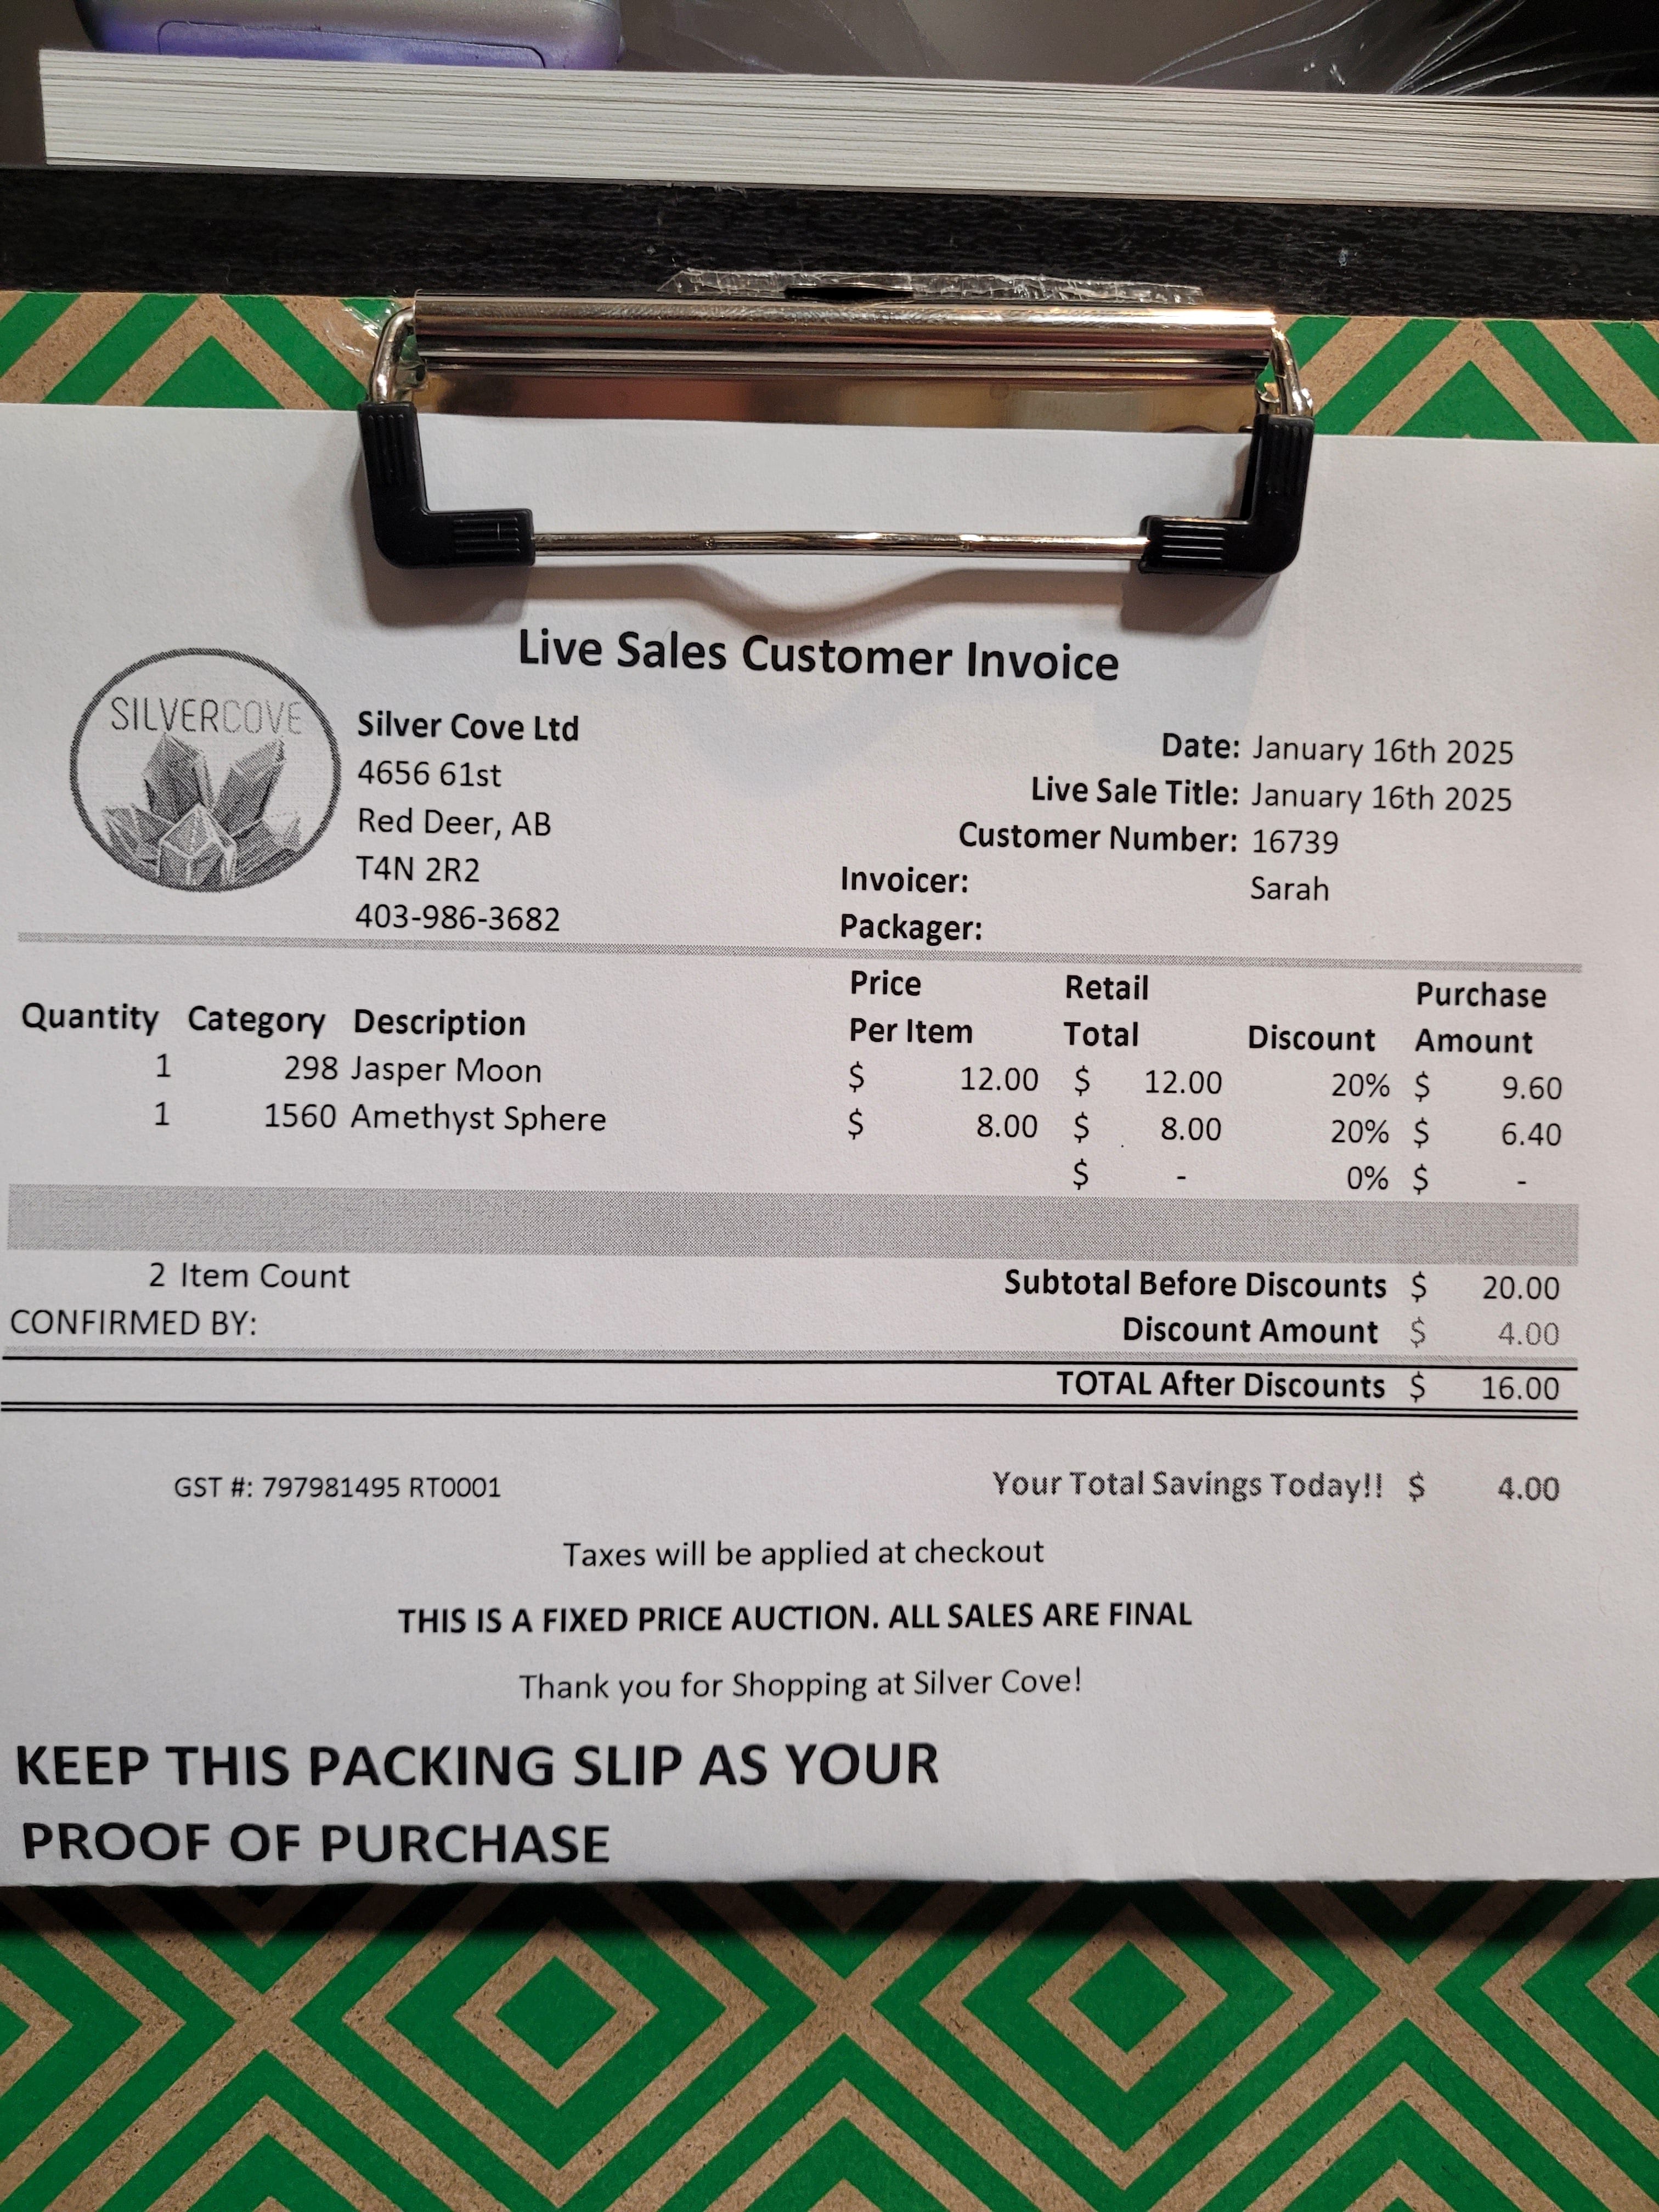 Live Sales Customer Invoice
SILVERCOVE
Silver Cove Ltd
4656 61st
Red Deer, AB
T4N 2R2
403-986-3682
Date: January 16th 2025
Live Sale Title: January 16th 2025
Customer Number: 16739
Invoicer: Sarah
Packager:
Quantity Category Description Price Per Item Retail Total Discount Purchase Amount
1 298 Jasper Moon $ 12.00 $ 12.00 20% $ 9.60
1 1560 Amethyst Sphere $ 8.00 $ 8.00 20% $ 6.40
$ - 0% $ -
2 Item Count Subtotal Before Discounts $ 20.00
CONFIRMED BY: Discount Amount $ 4.00
TOTAL After Discounts $ 16.00
GST #: 797981495 RT0001 Your Total Savings Today!! $ 4.00
Taxes will be applied at checkout
THIS IS A FIXED PRICE AUCTION. ALL SALES ARE FINAL
Thank you for Shopping at Silver Cove!
KEEP THIS PACKING SLIP AS YOUR
PROOF OF PURCHASE